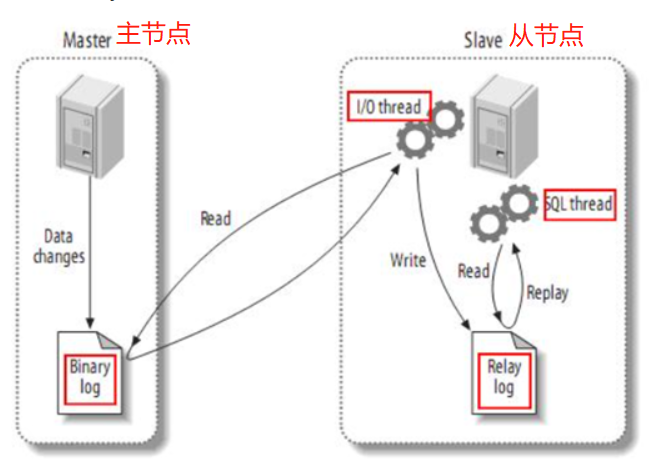 Master 主节点
Slave 从节点
I/O thread
SQL thread
Read
Data
changes
Write
Read
Replay
Binary
log
Relay
log